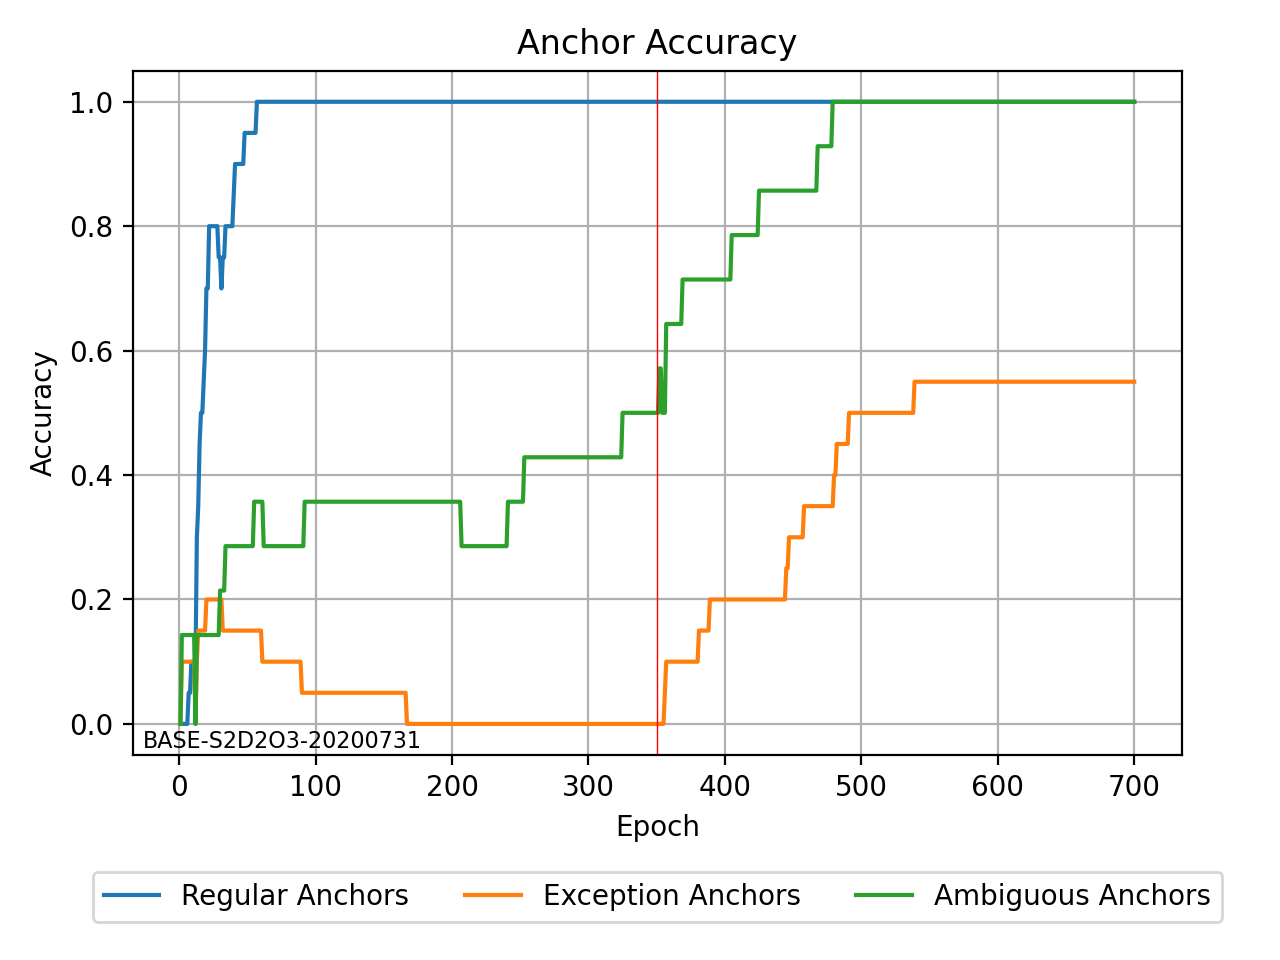 Anchor Accuracy
1.0
0.8
0.6
0.4
0.2
0.0
Accuracy
BASE-S2D2O3-20200731
0 100 200 300 400 500 600 700
Epoch
Regular Anchors Exception Anchors Ambiguous Anchors